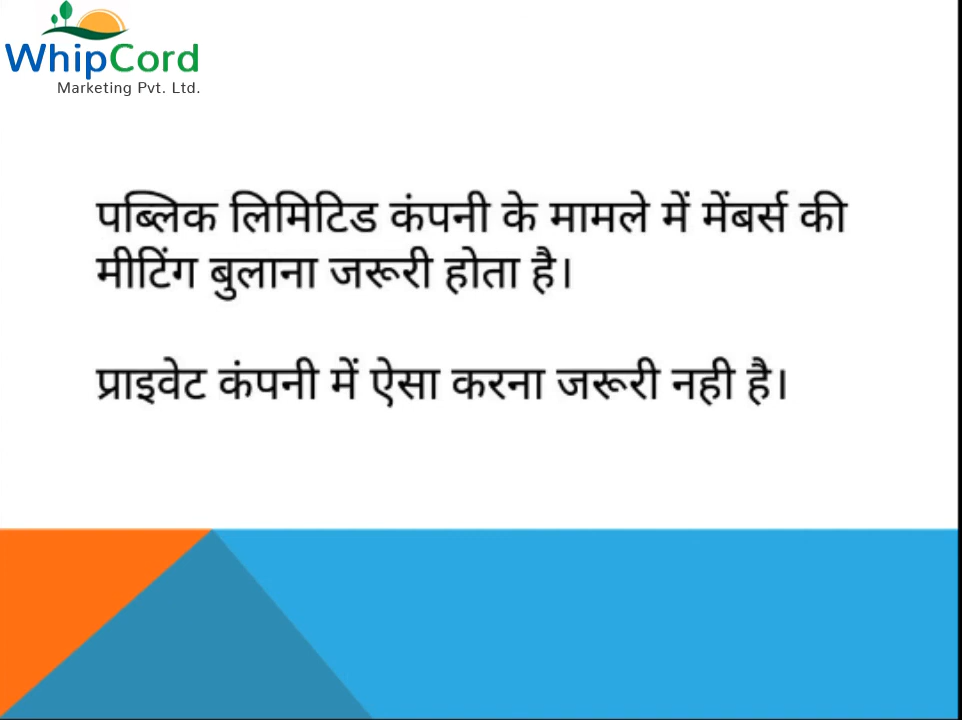 WhipCord
Marketing Pvt. Ltd.
पब्लिक लिमिटिड कंपनी के मामले में मेंबर्स की
मीटिंग बुलाना जरूरी होता है।
प्राइवेट कंपनी में ऐसा करना जरूरी नही है।